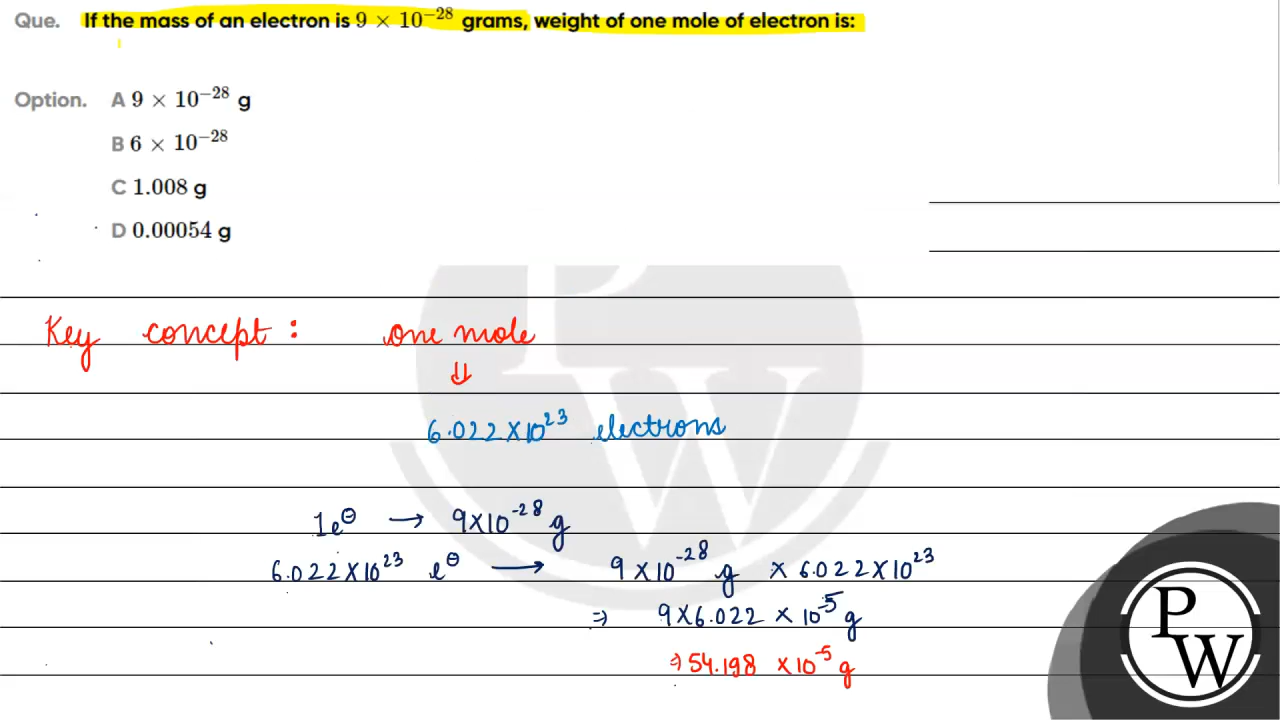 Que. If the mass of an electron is 9 × 10⁻²⁸ grams, weight of one mole of electron is:
Option. A 9 × 10⁻²⁸ g
B 6 × 10⁻²⁸
C 1.008 g
D 0.00054 g
Key concept : one mole
⇓
6.022×10²³ electrons
1e⊖ → 9×10⁻²⁸ g
6.022×10²³ e⊖ → 9×10⁻²⁸ g × 6.022×10²³
⇒ 9×6.022 × 10⁻⁵ g
⇒ 54.198 ×10⁻⁵ g
PW
PW